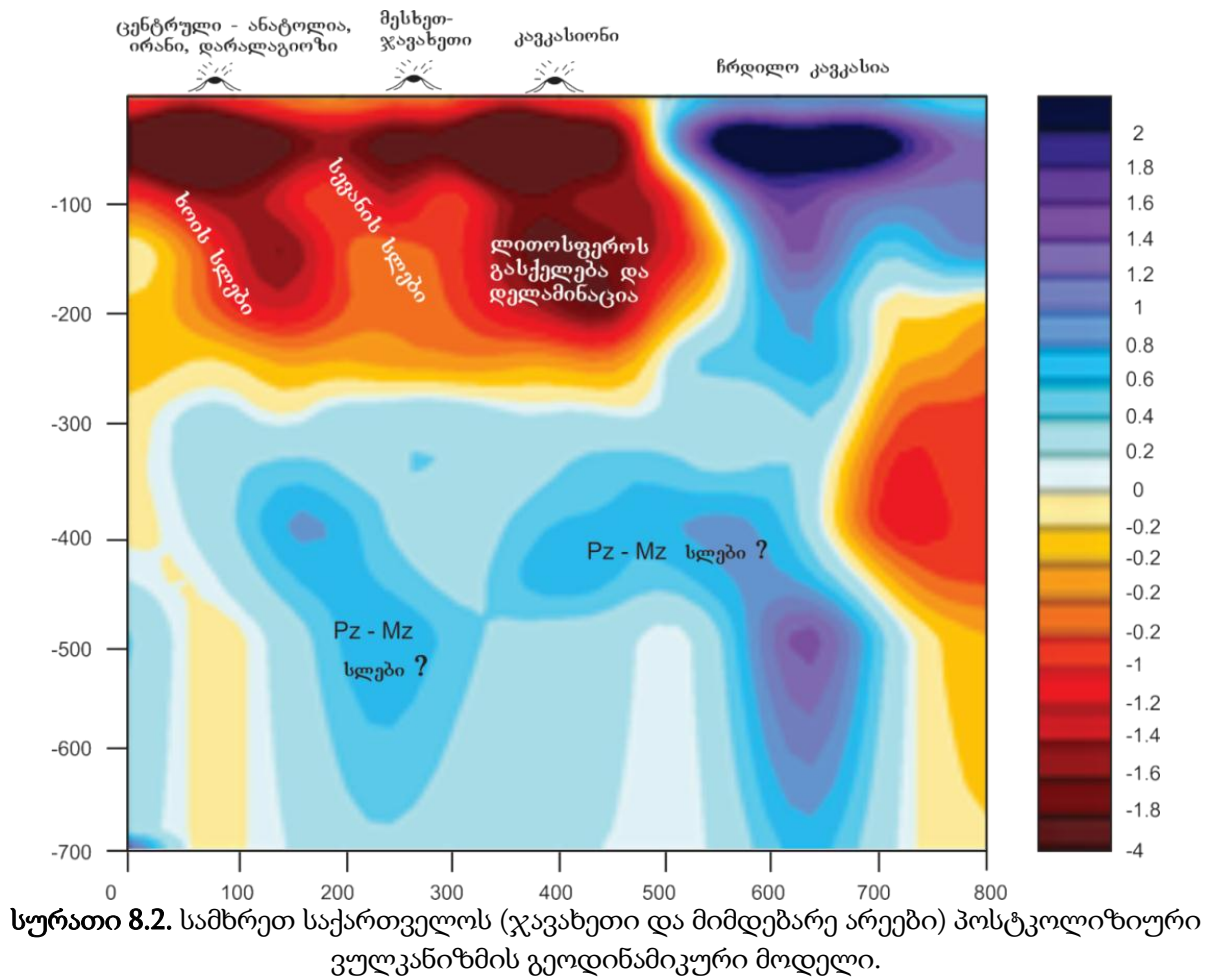 ცენტრული - ანატოლია,
ირანი, დარალაგიოზი
მესხეთ-
ჯავახეთი
კავკასიონი
ჩრდილო კავკასია
ხოის სლები
სევანის სლები
ლითოსფეროს
გასქელება და
დელამინაცია
Pz - Mz სლები ?
Pz - Mz
სლები ?
-100
-200
-300
-400
-500
-600
-700
0 100 200 300 400 500 600 700 800
2
1.8
1.6
1.4
1.2
1
0.8
0.6
0.4
0.2
0
-0.2
-0.2
-0.2
-0.2
-1
-1.2
-1.4
-1.6
-1.8
-4
სურათი 8.2. სამხრეთ საქართველოს (ჯავახეთი და მიმდებარე არეები) პოსტკოლიზიური
ვულკანიზმის გეოდინამიკური მოდელი.